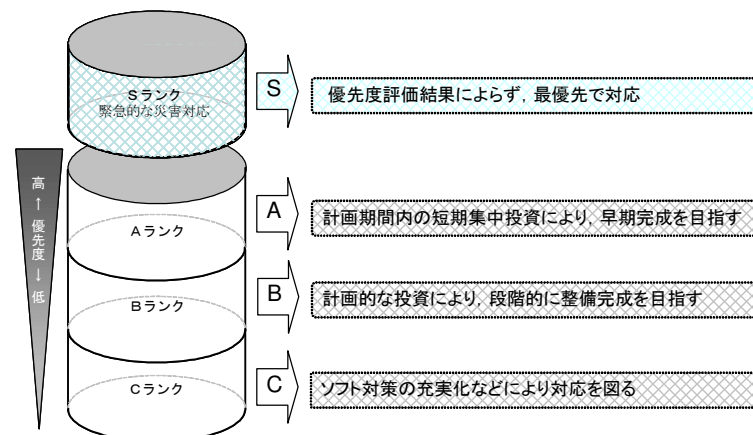 Sランク
緊急的な災害対応
S
優先度評価結果によらず，最優先で対応
高
↑
優先度
↓
低
Aランク
A
計画期間内の短期集中投資により，早期完成を目指す
Bランク
B
計画的な投資により，段階的に整備完成を目指す
Cランク
C
ソフト対策の充実化などにより対応を図る